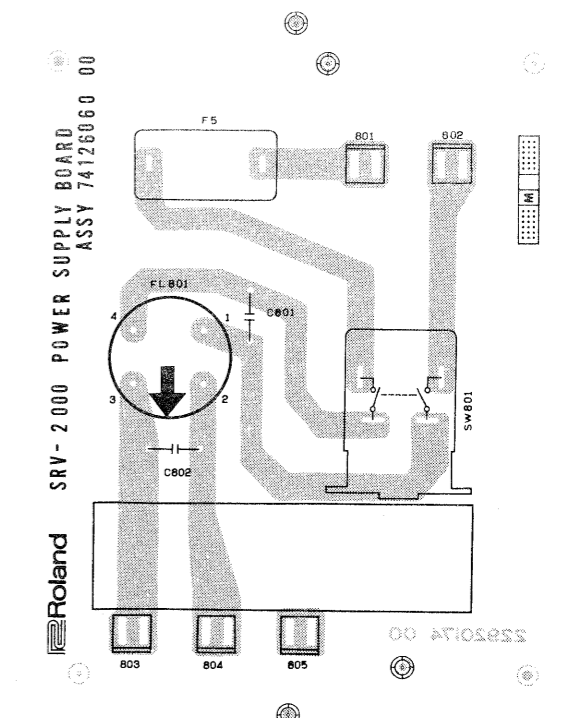 SRV-2000 POWER SUPPLY BOARD
ASSY 74126060 00
Roland
F5
801
802
M
FL801
4
1
C801
3
2
SW801
C802
803
804
805
22920174 00